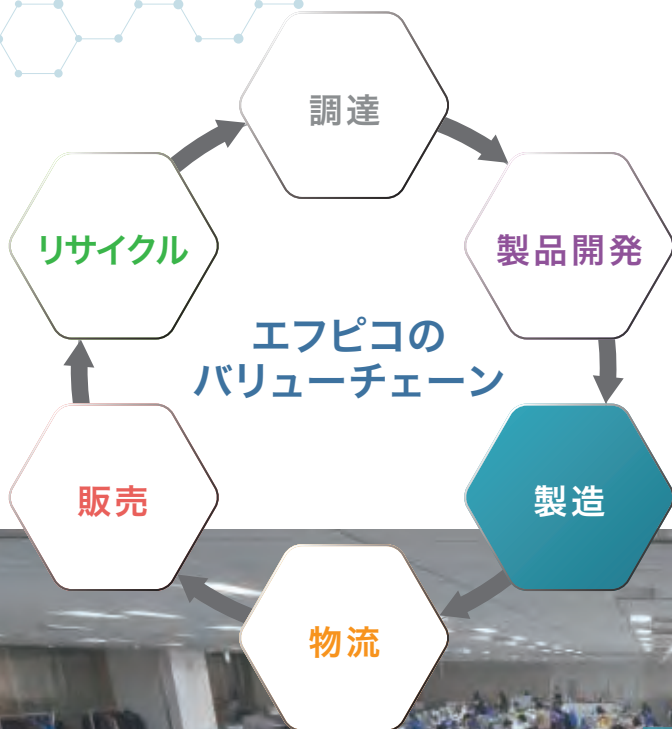 調達
リサイクル
製品開発
エフピコの
バリューチェーン
販売
製造
物流